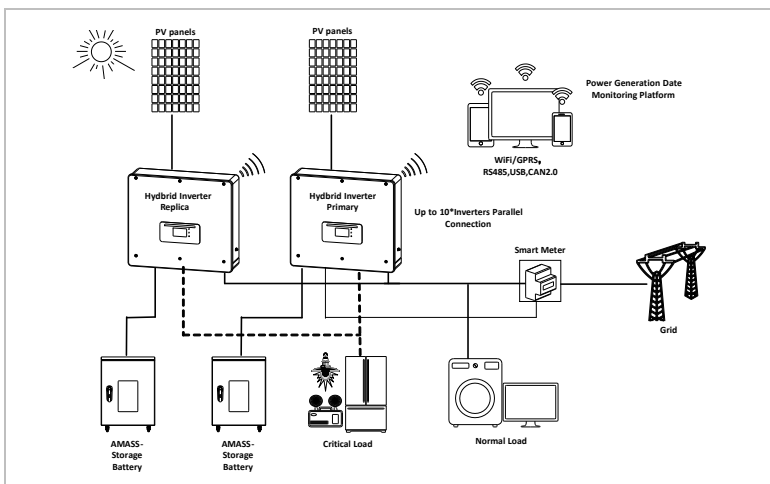 PV panels
PV panels
Power Generation Date
Monitoring Platform
WiFi/GPRS,
RS485,USB,CAN2.0
Hydbrid Inverter
Replica
Hydbrid Inverter
Primary
Up to 10*Inverters Parallel
Connection
Smart Meter
Grid
AMASS-
Storage
Battery
AMASS-
Storage
Battery
Critical Load
Normal Load